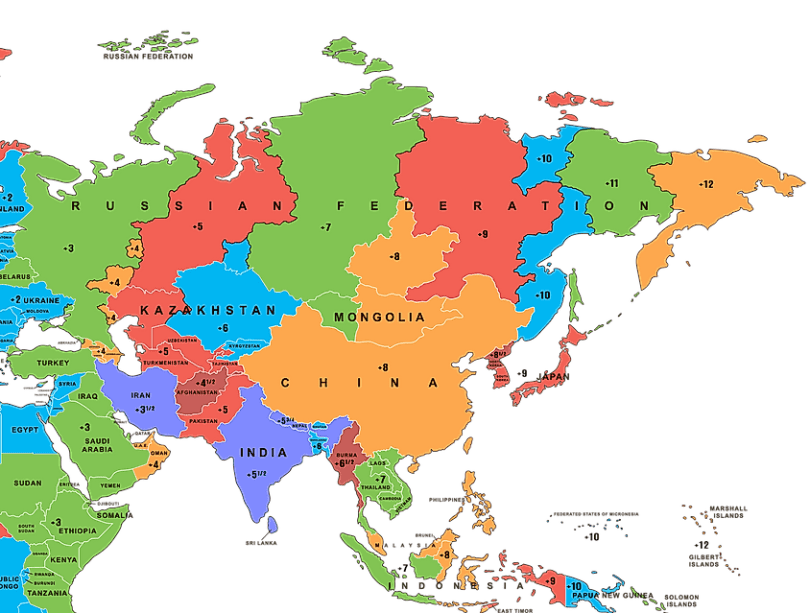 RUSSIAN FEDERATION
+10
+11
+12
+2
NLAND
RUSSIAN FEDERATION
+5
+7
+9
+3
+4
+8
+4
BELARUS
+2 UKRAINE
MOLDOVA
+10
KAZAKHSTAN
+6
MONGOLIA
+4
UZBEKISTAN
KYRGYZSTAN
+5
TURKMENISTAN
TAJIKISTAN
+8 1/2
+9
JAPAN
TURKEY
+4
+8
CHINA
SYRIA
IRAQ
IRAN
+3 1/2
+4 1/2
AFGHANISTAN
+5
PAKISTAN
EGYPT
+3
SAUDI
ARABIA
QATAR
U.A.E.
OMAN
+4
INDIA
+5 1/2
+5 3/4
NEPAL
+6
BURMA
+6 1/2
LAOS
+7
THAILAND
CAMBODIA
VIETNAM
SUDAN
ERITREA
YEMEN
DJIBOUTI
SOMALIA
PHILIPPINES
FEDERATED STATES OF MICRONESIA
+10
MARSHALL
ISLANDS
+3
SOUTH
SUDAN
ETHIOPIA
SRI LANKA
BRUNEI
MALAYSIA
+12
GILBERT
ISLANDS
KENYA
UGANDA
RWANDA
BURUNDI
UBLIC
ONGO
TANZANIA
+7
+8
INDONESIA
+9
+10
PAPUA NEW GUINEA
SOLOMON
ISLANDS
EAST TIMOR